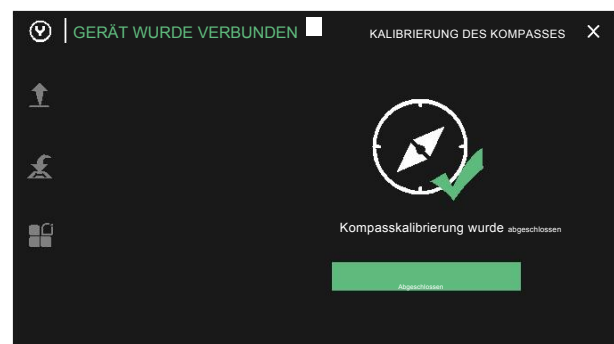 GERÄT WURDE VERBUNDEN
KALIBRIERUNG DES KOMPASSES X
Kompasskalibrierung wurde abgeschlossen
Abgeschlossen